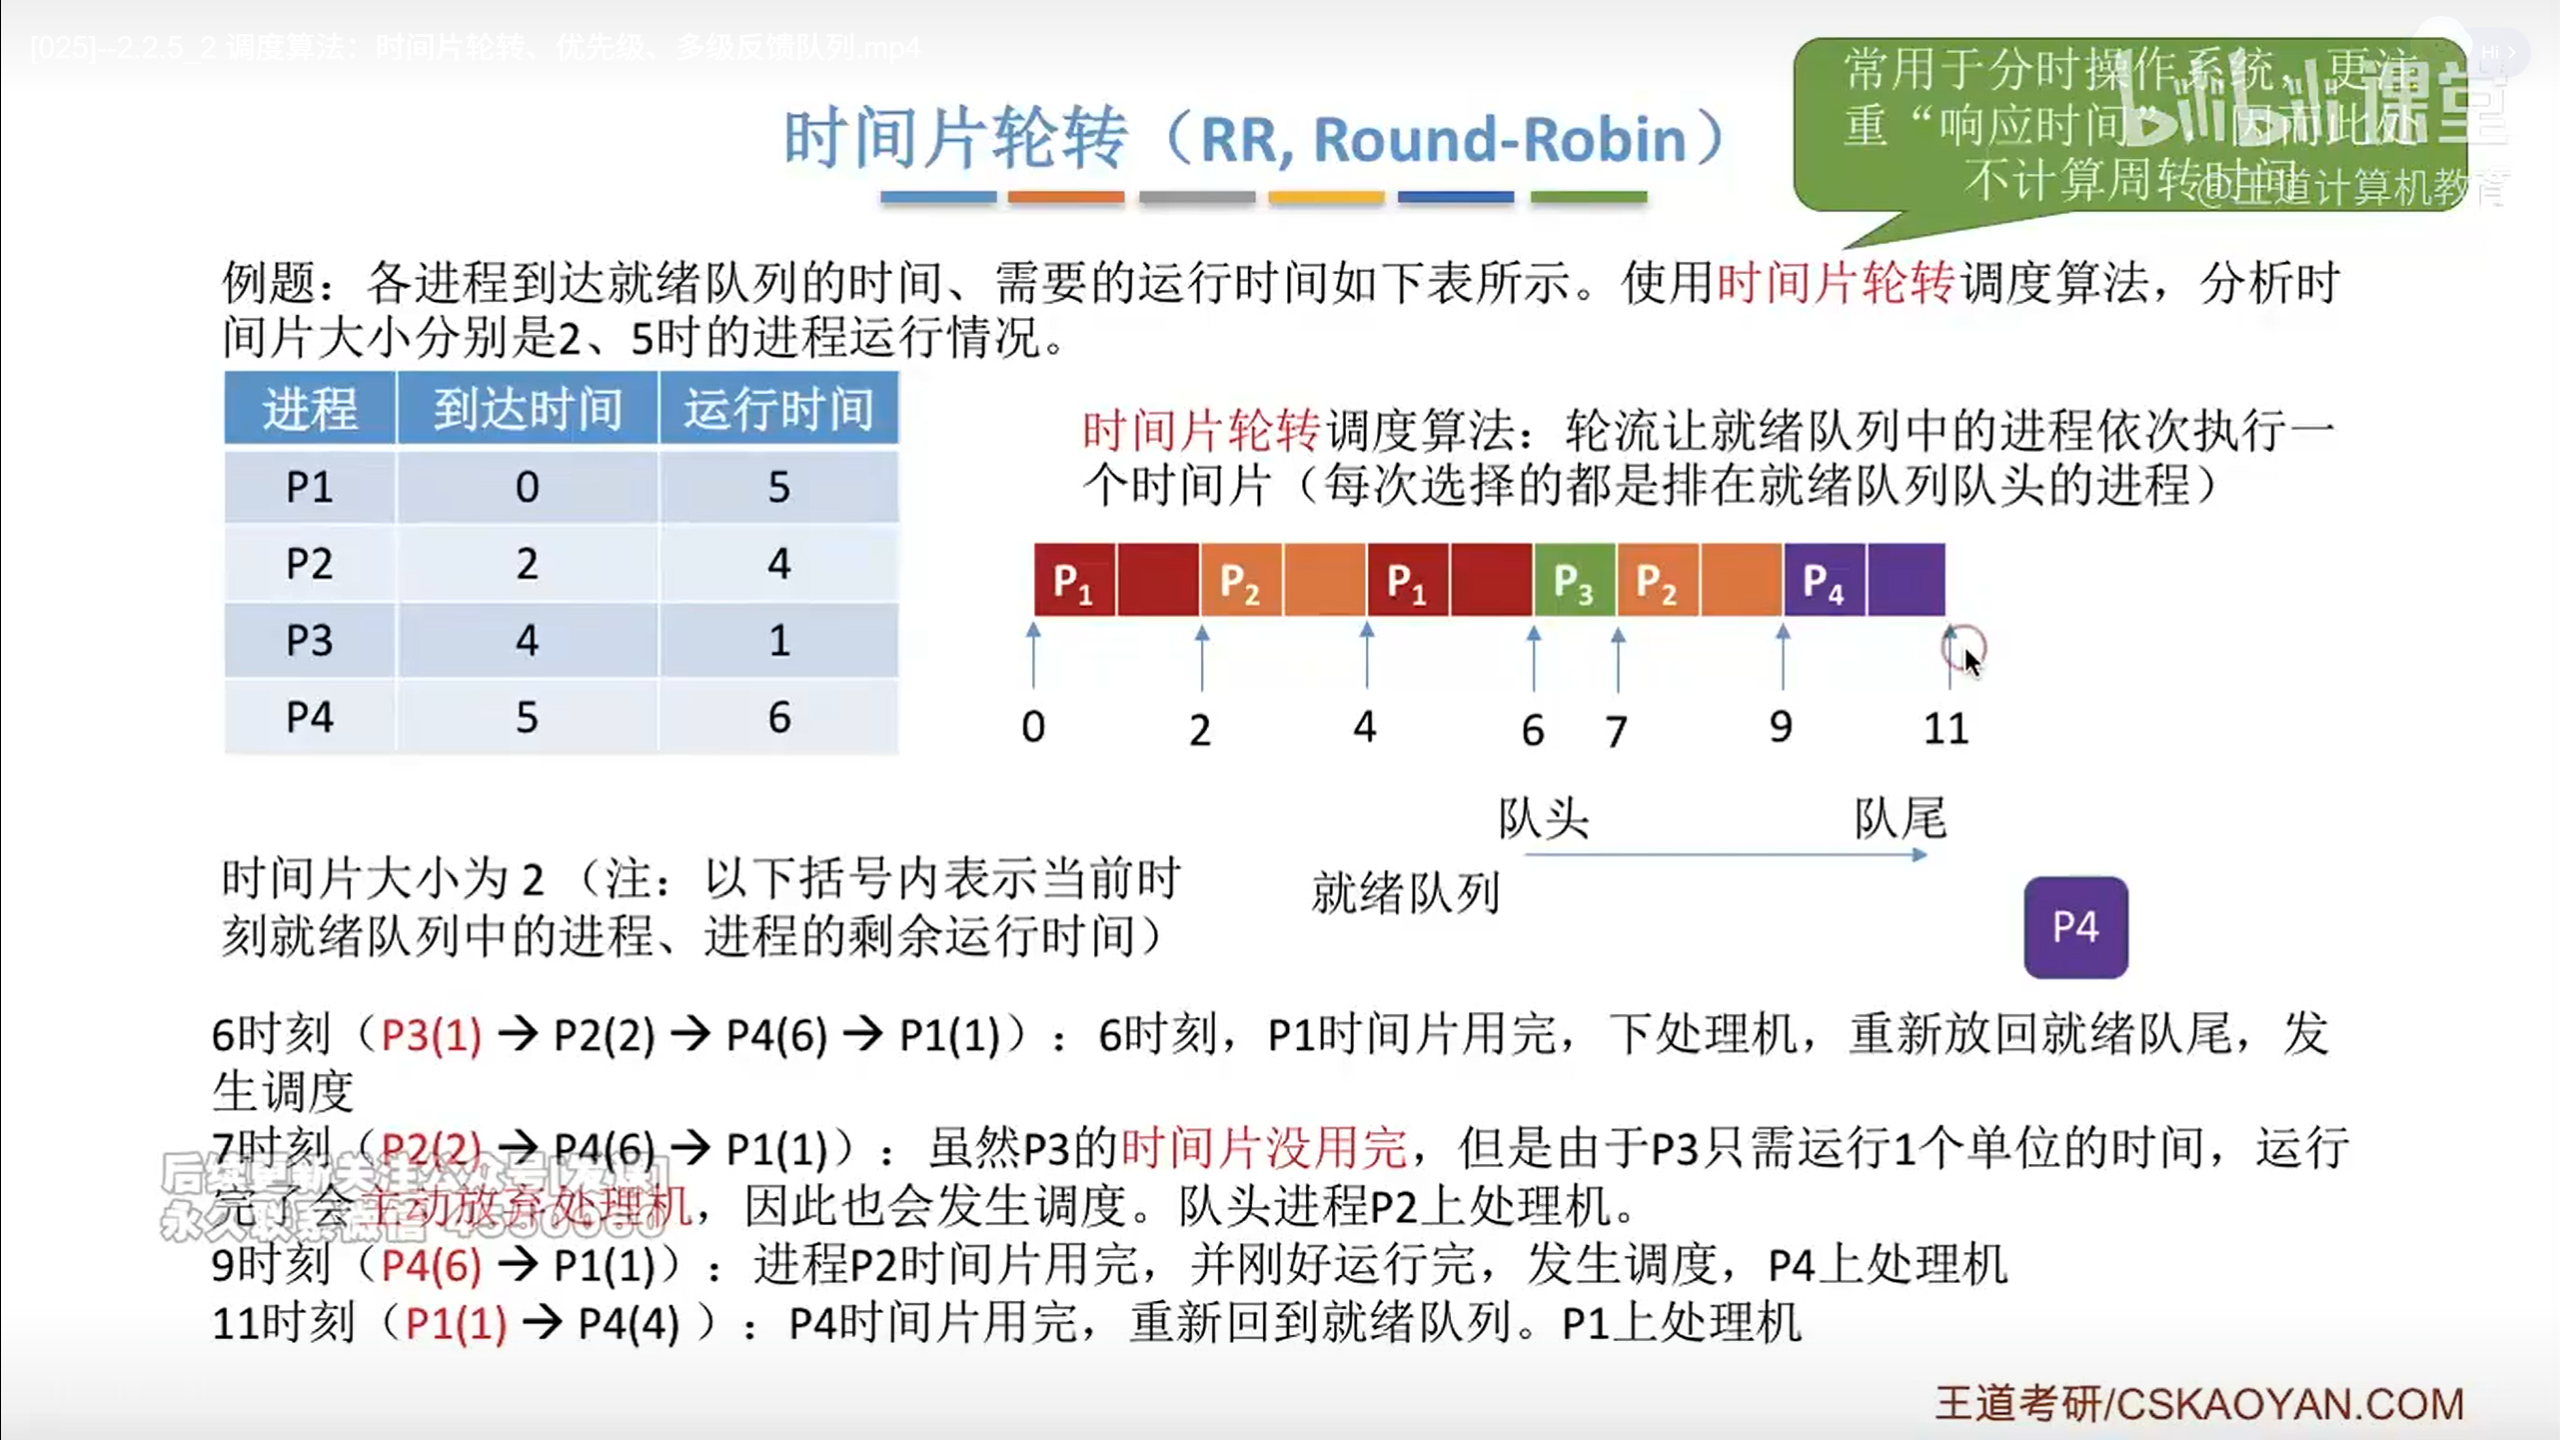 [025]--2.2.5_2 调度算法：时间片轮转、优先级、多级反馈队列.mp4
Hi
常用于分时操作系统，更注
重“响应时间”，因而此处
不计算周转时间
bilibili课堂
@王道计算机教育
时间片轮转（RR, Round-Robin）
例题：各进程到达就绪队列的时间、需要的运行时间如下表所示。使用时间片轮转调度算法，分析时
间片大小分别是2、5时的进程运行情况。
进程 到达时间 运行时间
P1 0 5
P2 2 4
P3 4 1
P4 5 6
时间片轮转调度算法：轮流让就绪队列中的进程依次执行一
个时间片（每次选择的都是排在就绪队列队头的进程）
P1 P2 P1 P3 P2 P4
0 2 4 6 7 9 11
队头 队尾
就绪队列
P4
时间片大小为 2（注：以下括号内表示当前时
刻就绪队列中的进程、进程的剩余运行时间）
6时刻（P3(1) → P2(2) → P4(6) → P1(1)）：6时刻，P1时间片用完，下处理机，重新放回就绪队尾，发
生调度
7时刻（P2(2) → P4(6) → P1(1)）：虽然P3的时间片没用完，但是由于P3只需运行1个单位的时间，运行
完了会主动放弃处理机，因此也会发生调度。队头进程P2上处理机。
9时刻（P4(6) → P1(1)）：进程P2时间片用完，并刚好运行完，发生调度，P4上处理机
11时刻（P1(1) → P4(4) ）：P4时间片用完，重新回到就绪队列。P1上处理机
后续更新关注公众号
永久联系微信
王道考研/CSKAOYAN.COM